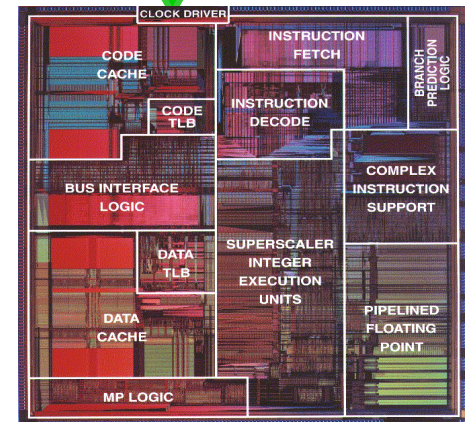 CLOCK DRIVER
CODE
CACHE
CODE
TLB
INSTRUCTION
FETCH
BRANCH
PREDICTION
LOGIC
INSTRUCTION
DECODE
BUS INTERFACE
LOGIC
COMPLEX
INSTRUCTION
SUPPORT
DATA
TLB
SUPERSCALER
INTEGER
EXECUTION
UNITS
DATA
CACHE
PIPELINED
FLOATING
POINT
MP LOGIC